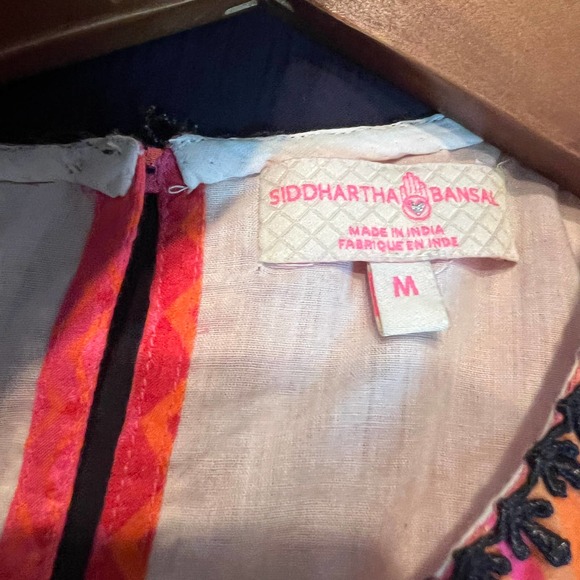 SIDDHARTHA BANSAL
MADE IN INDIA
FABRIQUE EN INDE
M